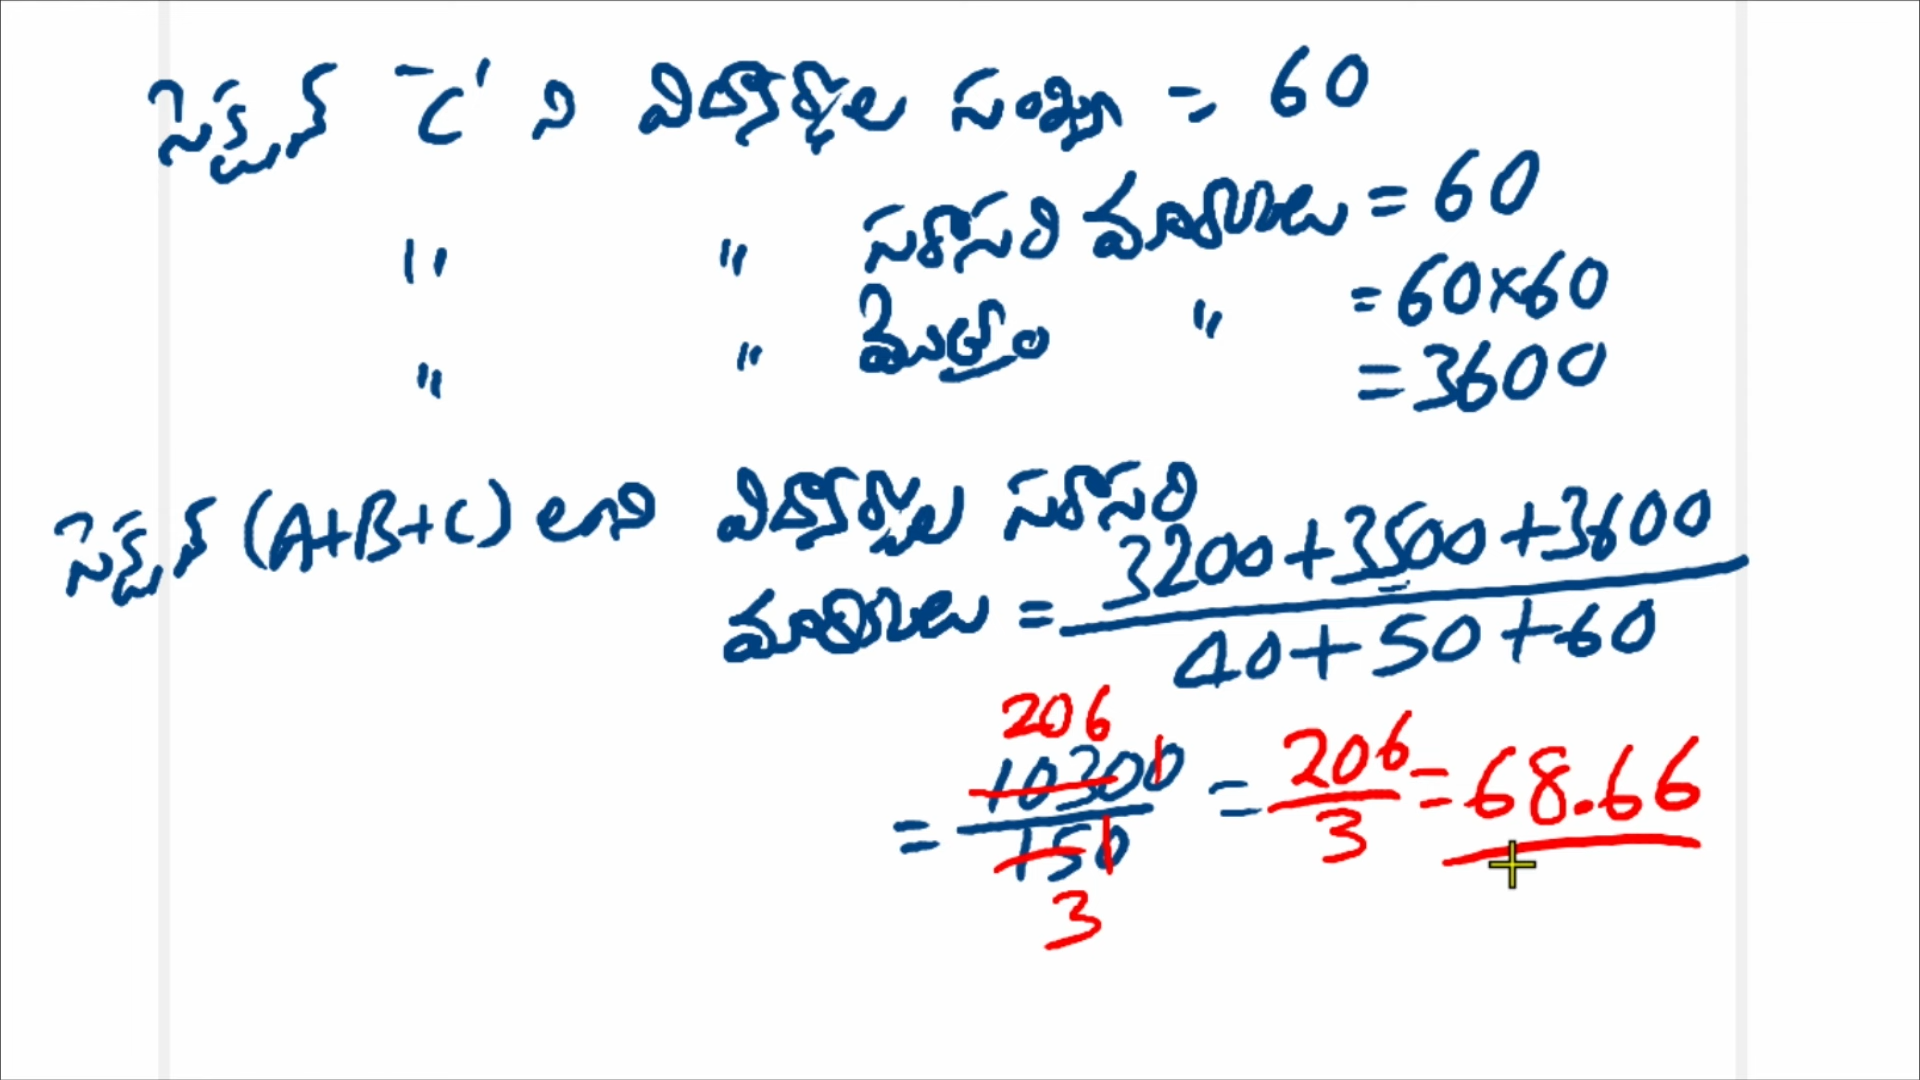 సెక్షన్ 'C' ని విద్యార్థుల సంఖ్య = 60
" " సరాసరి మార్కులు = 60
" " మొత్తం " = 60×60
= 3600
సెక్షన్ (A+B+C) లోని విద్యార్థుల సరాసరి
మార్కులు = 3200+3500+3600
40+50+60
206
= 10300 = 206 = 68.66
150 3
3